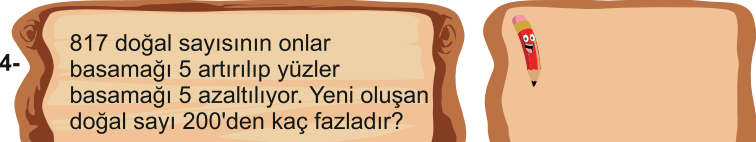 4-
817 doğal sayısının onlar
basamağı 5 artırılıp yüzler
basamağı 5 azaltılıyor. Yeni oluşan
doğal sayı 200'den kaç fazladır?